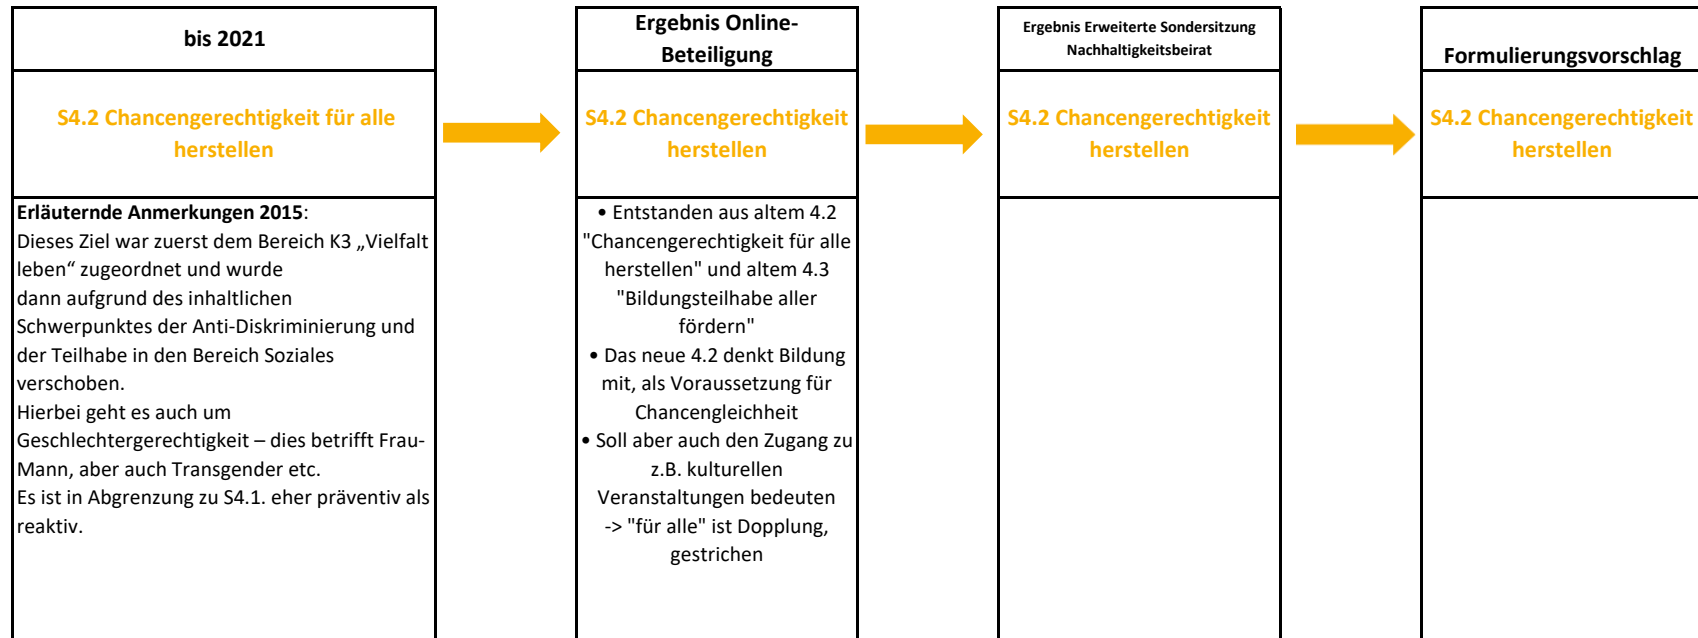 bis 2021
S4.2 Chancengerechtigkeit für alle
herstellen
Erläuternde Anmerkungen 2015:
Dieses Ziel war zuerst dem Bereich K3 „Vielfalt
leben“ zugeordnet und wurde
dann aufgrund des inhaltlichen
Schwerpunktes der Anti-Diskriminierung und
der Teilhabe in den Bereich Soziales
verschoben.
Hierbei geht es auch um
Geschlechtergerechtigkeit – dies betrifft Frau-
Mann, aber auch Transgender etc.
Es ist in Abgrenzung zu S4.1. eher präventiv als
reaktiv.
Ergebnis Online-
Beteiligung
S4.2 Chancengerechtigkeit
herstellen
• Entstanden aus altem 4.2
"Chancengerechtigkeit für alle
herstellen" und altem 4.3
"Bildungsteilhabe aller
fördern"
• Das neue 4.2 denkt Bildung
mit, als Voraussetzung für
Chancengleichheit
• Soll aber auch den Zugang zu
z.B. kulturellen
Veranstaltungen bedeuten
-> "für alle" ist Dopplung,
gestrichen
Ergebnis Erweiterte Sondersitzung
Nachhaltigkeitsbeirat
S4.2 Chancengerechtigkeit
herstellen
Formulierungsvorschlag
S4.2 Chancengerechtigkeit
herstellen